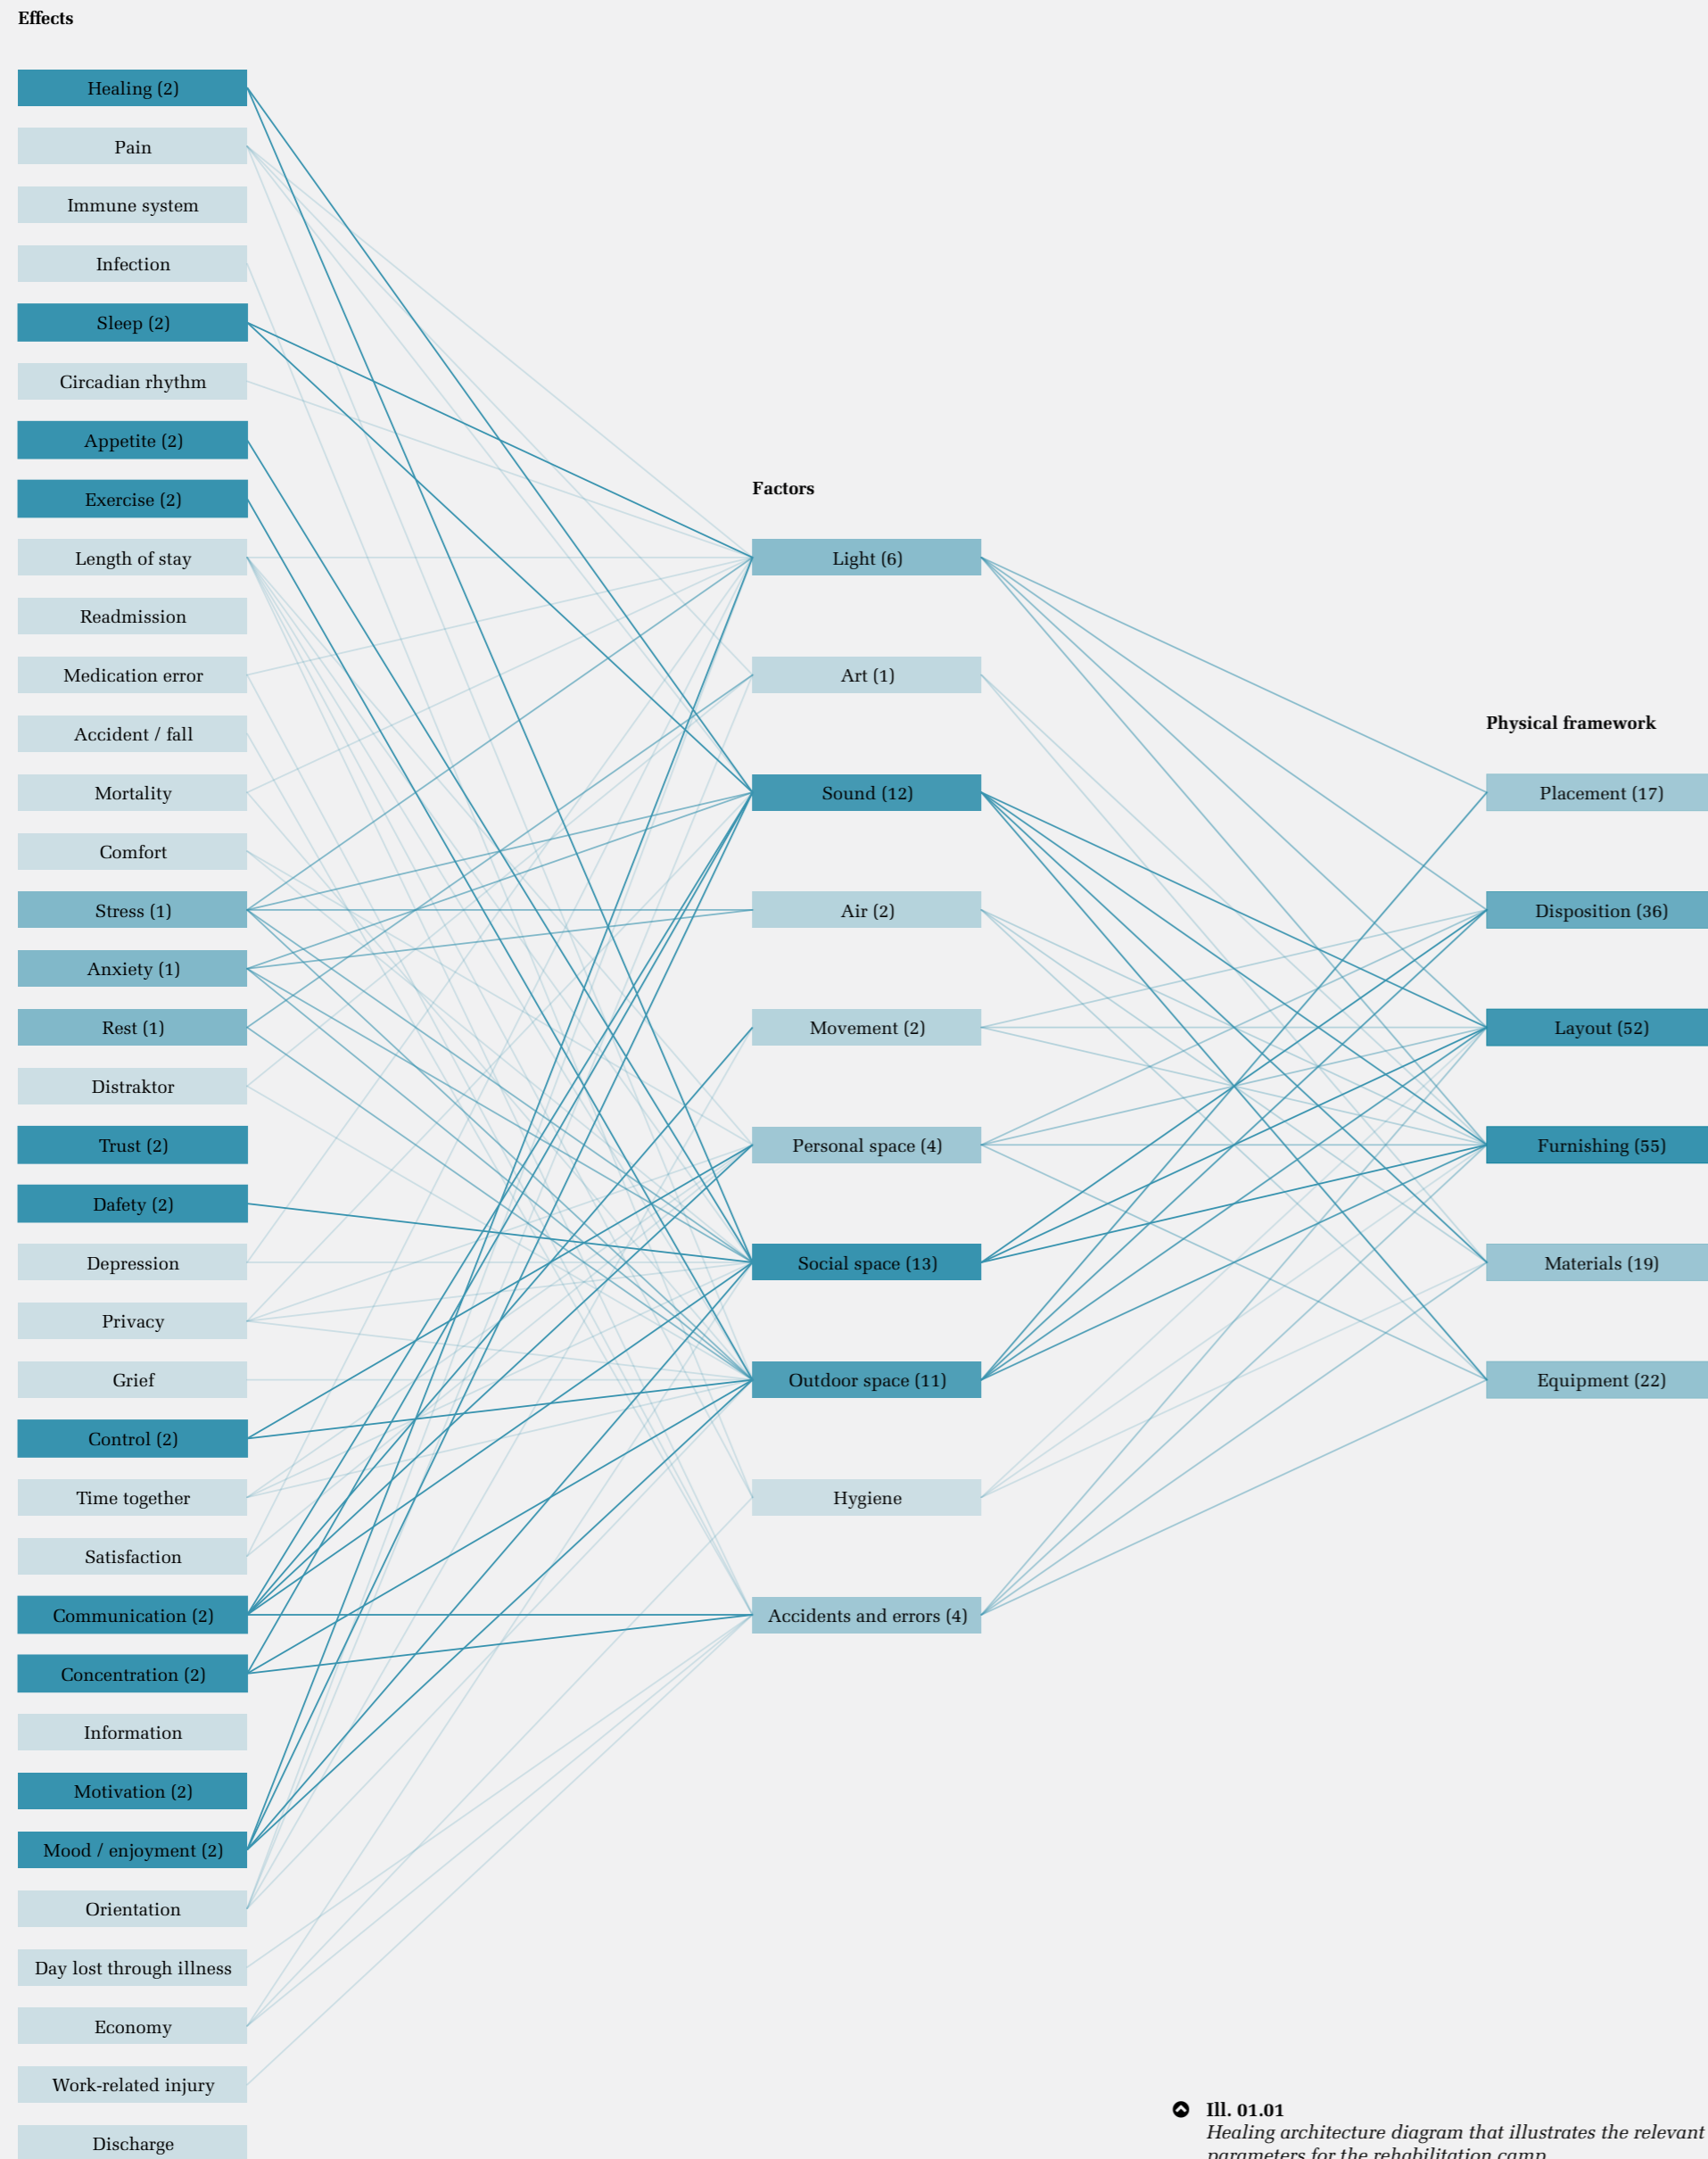 Effects
Healing (2)
Pain
Immune system
Infection
Sleep (2)
Circadian rhythm
Appetite (2)
Exercise (2)
Length of stay
Readmission
Medication error
Accident / fall
Mortality
Comfort
Stress (1)
Anxiety (1)
Rest (1)
Distraktor
Trust (2)
Dafety (2)
Depression
Privacy
Grief
Control (2)
Time together
Satisfaction
Communication (2)
Concentration (2)
Information
Motivation (2)
Mood / enjoyment (2)
Orientation
Day lost through illness
Economy
Work-related injury
Discharge
Factors
Light (6)
Art (1)
Sound (12)
Air (2)
Movement (2)
Personal space (4)
Social space (13)
Outdoor space (11)
Hygiene
Accidents and errors (4)
Physical framework
Placement (17)
Disposition (36)
Layout (52)
Furnishing (55)
Materials (19)
Equipment (22)
Ill. 01.01
Healing architecture diagram that illustrates the relevant
parameters for the rehabilitation camp